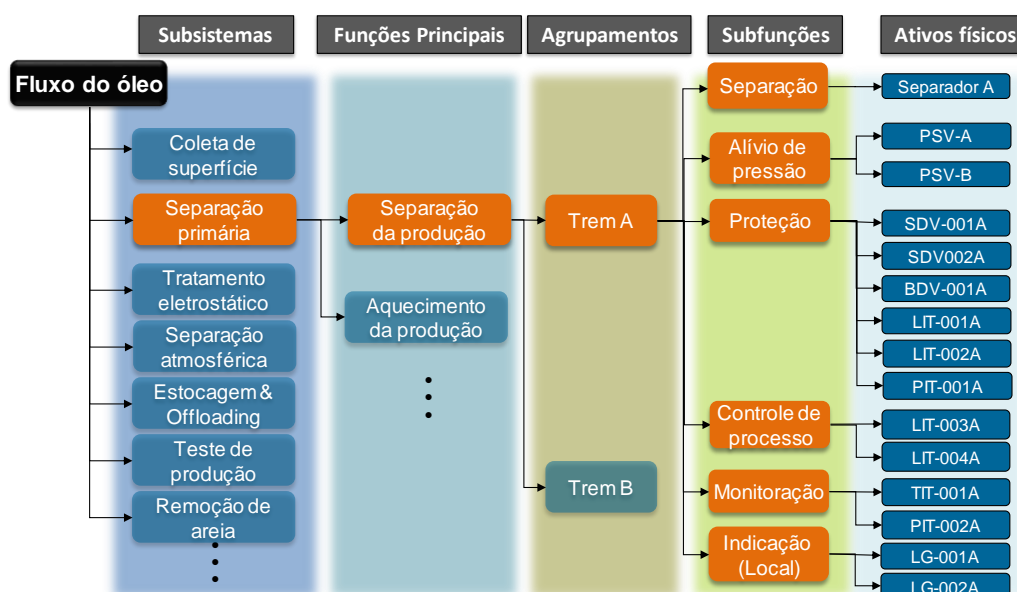 Subsistemas
Funções Principais
Agrupamentos
Subfunções
Ativos físicos
Fluxo do óleo
Coleta de
superfície
Separação
primária
Tratamento
eletrostático
Separação
atmosférica
Estocagem &
Offloading
Teste de
produção
Remoção de
areia
Separação
da produção
Aquecimento
da produção
Trem A
Trem B
Separação
Alívio de
pressão
Proteção
Controle de
processo
Monitoração
Indicação
(Local)
Separador A
PSV-A
PSV-B
SDV-001A
SDV002A
BDV-001A
LIT-001A
LIT-002A
PIT-001A
LIT-003A
LIT-004A
TIT-001A
PIT-002A
LG-001A
LG-002A